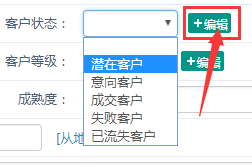 客户状态： +编辑
潜在客户
意向客户
成交客户
失败客户
已流失客户
客户等级： +编辑
成熟度：
[从地